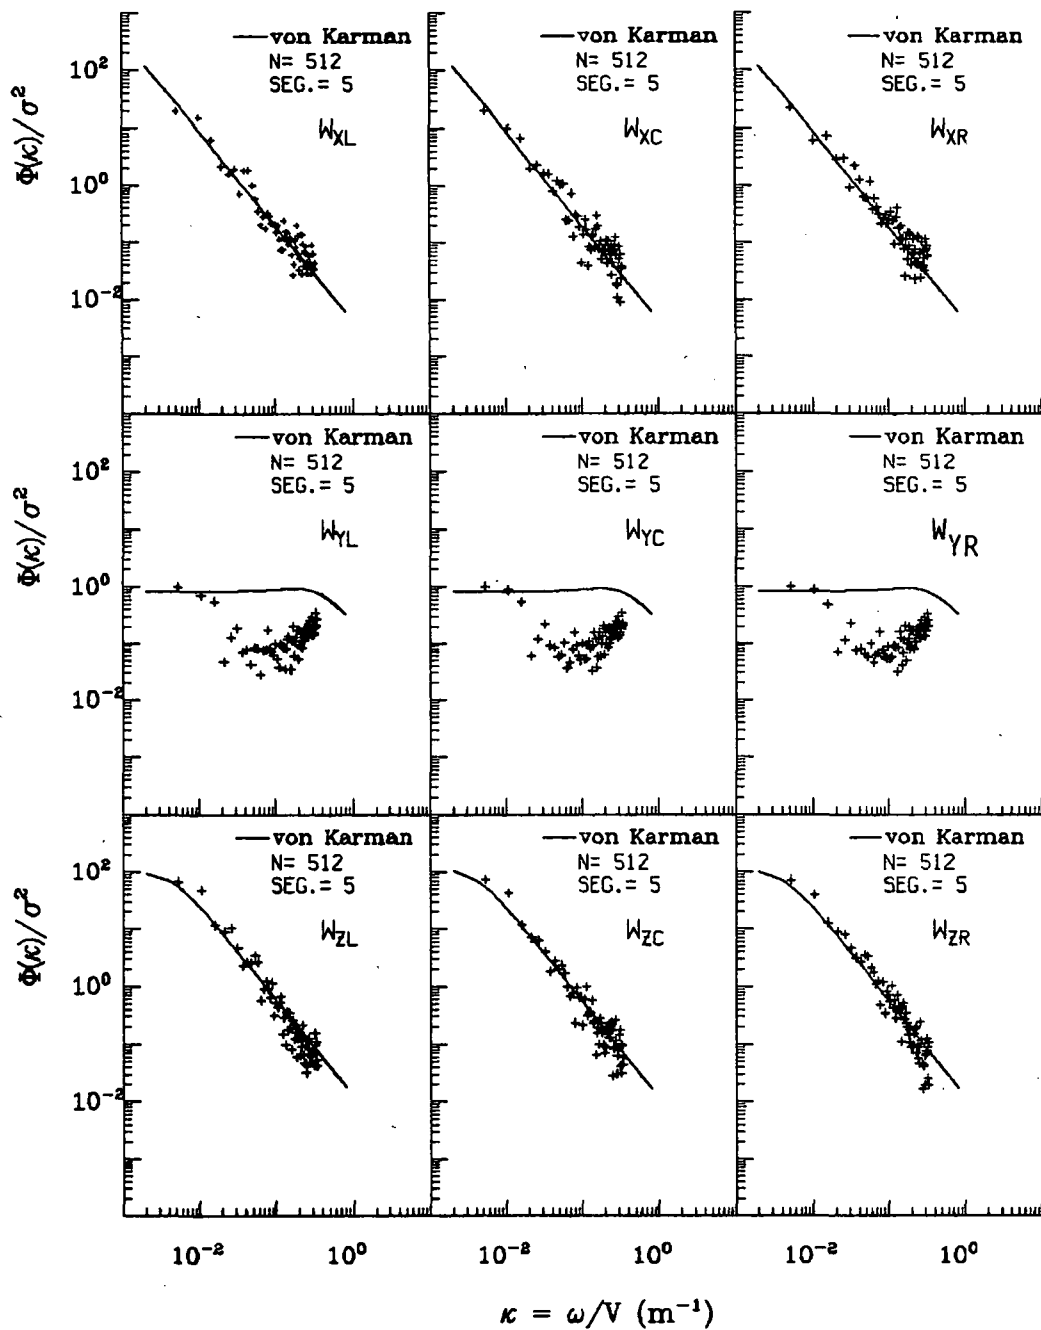 von Karman
N= 512
SEG.= 5
W_XL
von Karman
N= 512
SEG.= 5
W_XC
von Karman
N= 512
SEG.= 5
W_XR
Φ(κ)/σ²
10²
10⁰
10⁻²
von Karman
N= 512
SEG.= 5
W_YL
von Karman
N= 512
SEG.= 5
W_YC
von Karman
N= 512
SEG.= 5
W_YR
Φ(κ)/σ²
10²
10⁰
10⁻²
von Karman
N= 512
SEG.= 5
W_ZL
von Karman
N= 512
SEG.= 5
W_ZC
von Karman
N= 512
SEG.= 5
W_ZR
Φ(κ)/σ²
10²
10⁰
10⁻²
10⁻² 10⁰ 10⁻² 10⁰ 10⁻² 10⁰
κ = ω/V (m⁻¹)